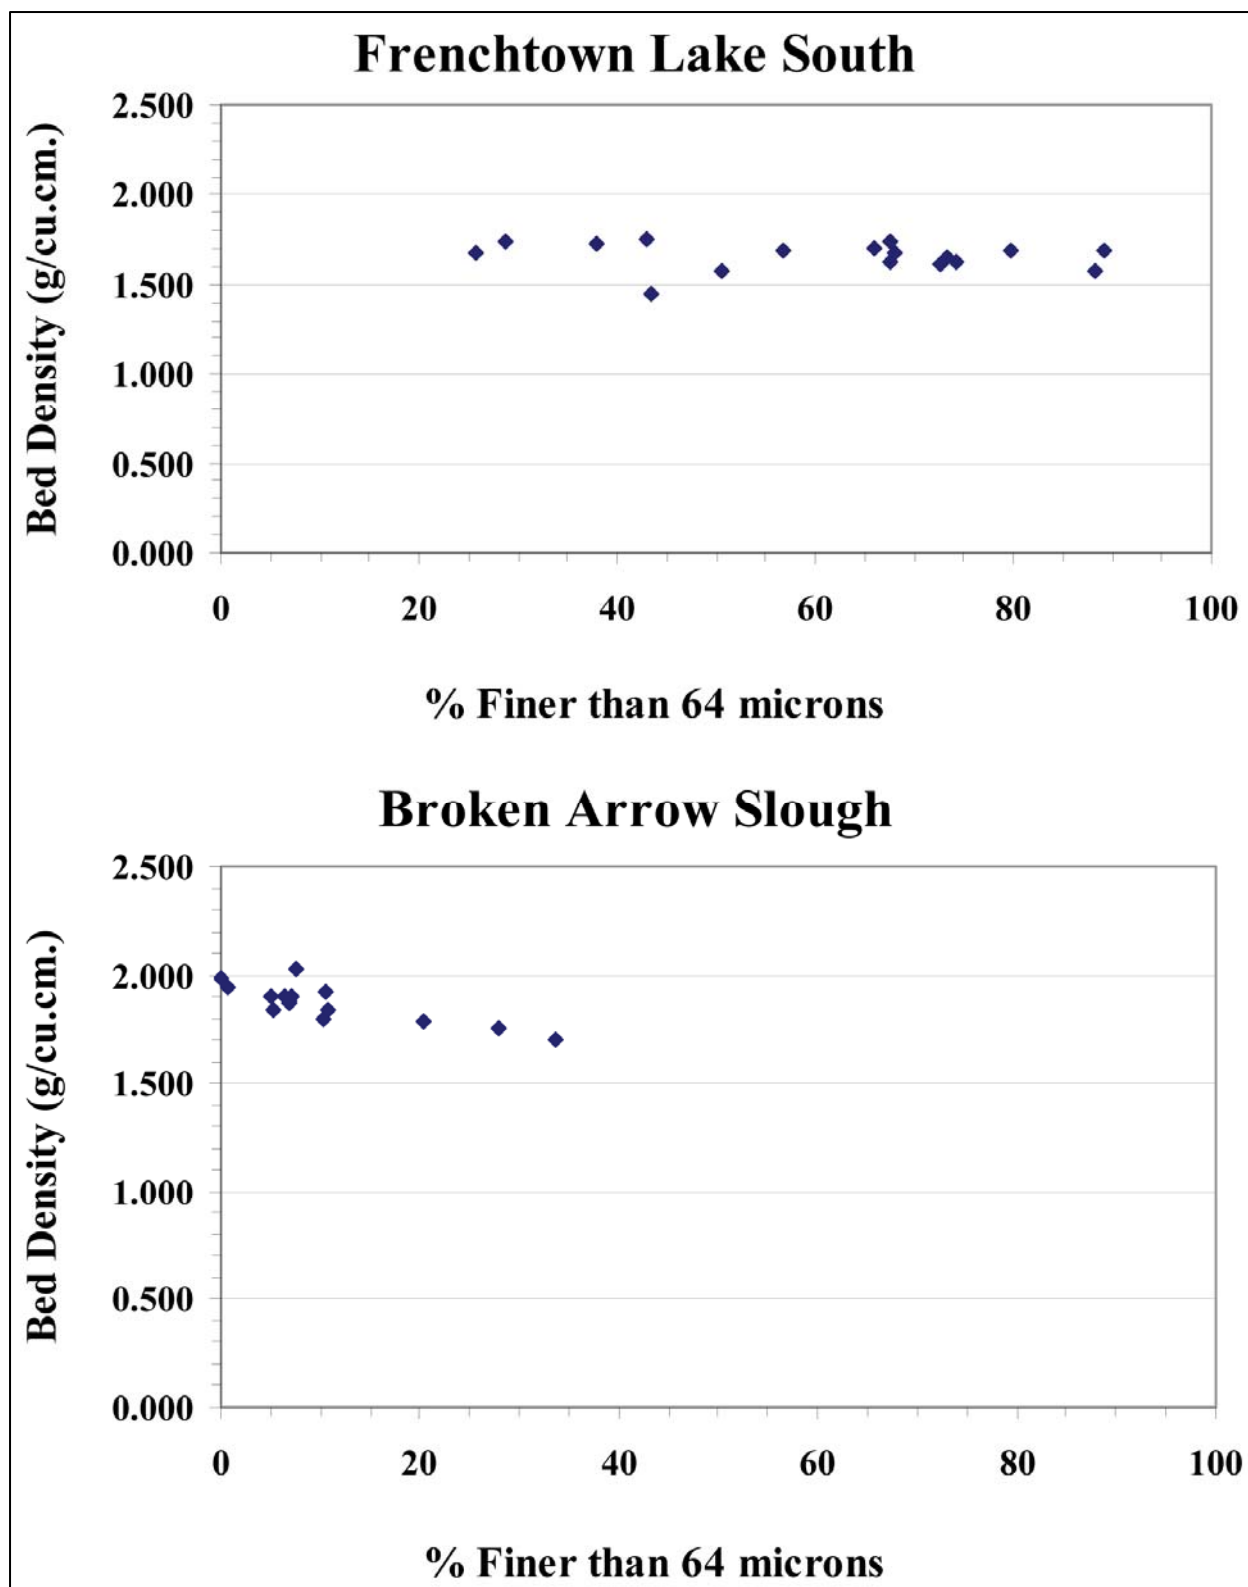 Frenchtown Lake South
2.500
2.000
1.500
1.000
0.500
0.000
Bed Density (g/cu.cm.)
0 20 40 60 80 100
% Finer than 64 microns
Broken Arrow Slough
2.500
2.000
1.500
1.000
0.500
0.000
Bed Density (g/cu.cm.)
0 20 40 60 80 100
% Finer than 64 microns